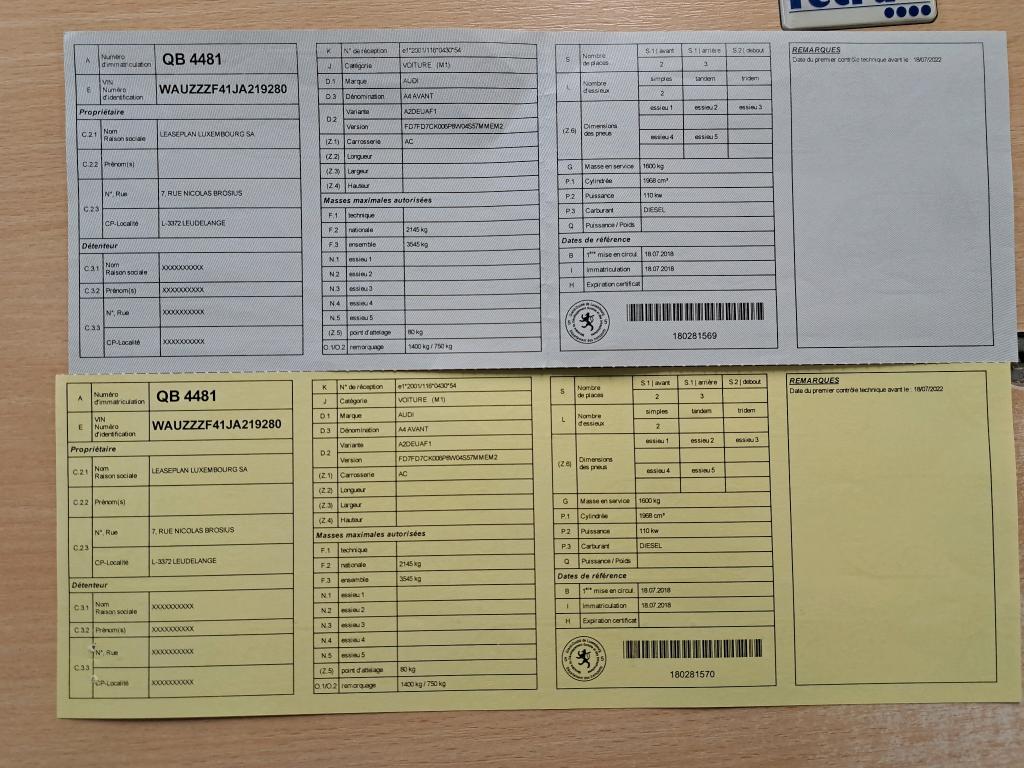 A Numéro d'immatriculation QB 4481
E VIN Numéro d'identification WAUZZZF41JA219280
Propriétaire
C.2.1 Nom Raison sociale LEASEPLAN LUXEMBOURG SA
C.2.2 Prénom(s)
C.2.3 N°, Rue 7, RUE NICOLAS BROSIUS
CP-Localité L-3372 LEUDELANGE
Détenteur
C.3.1 Nom Raison sociale XXXXXXXXXX
C.3.2 Prénom(s) XXXXXXXXXX
C.3.3 N°, Rue XXXXXXXXXX
CP-Localité XXXXXXXXXX
K N° de réception e1*2001/116*0430*54
J Catégorie VOITURE (M1)
D.1 Marque AUDI
D.3 Dénomination A4 AVANT
D.2 Variante A2DEUAF1
Version FD7FD7CK006P8W04S57MMEM2
(Z.1) Carrosserie AC
(Z.2) Longueur
(Z.3) Largeur
(Z.4) Hauteur
Masses maximales autorisées
F.1 technique
F.2 nationale 2145 kg
F.3 ensemble 3545 kg
N.1 essieu 1
N.2 essieu 2
N.3 essieu 3
N.4 essieu 4
N.5 essieu 5
(Z.5) point d'attelage 80 kg
O.1/O.2 remorquage 1400 kg / 750 kg
S Nombre de places S.1 | avant S.1 | arrière S.2 | debout
2 3
L Nombre d'essieux simples tandem tridem
2
(Z.6) Dimensions des pneus essieu 1 essieu 2 essieu 3
essieu 4 essieu 5
G Masse en service 1600 kg
P.1 Cylindrée 1968 cm³
P.2 Puissance 110 kw
P.3 Carburant DIESEL
Q Puissance / Poids
Dates de référence
B 1ère mise en circul. 18.07.2018
I Immatriculation 18.07.2018
H Expiration certificat
180281569
REMARQUES
Date du premier contrôle technique avant le : 18/07/2022
A Numéro d'immatriculation QB 4481
E VIN Numéro d'identification WAUZZZF41JA219280
Propriétaire
C.2.1 Nom Raison sociale LEASEPLAN LUXEMBOURG SA
C.2.2 Prénom(s)
C.2.3 N°, Rue 7, RUE NICOLAS BROSIUS
CP-Localité L-3372 LEUDELANGE
Détenteur
C.3.1 Nom Raison sociale XXXXXXXXXX
C.3.2 Prénom(s) XXXXXXXXXX
C.3.3 N°, Rue XXXXXXXXXX
CP-Localité XXXXXXXXXX
K N° de réception e1*2001/116*0430*54
J Catégorie VOITURE (M1)
D.1 Marque AUDI
D.3 Dénomination A4 AVANT
D.2 Variante A2DEUAF1
Version FD7FD7CK006P8W04S57MMEM2
(Z.1) Carrosserie AC
(Z.2) Longueur
(Z.3) Largeur
(Z.4) Hauteur
Masses maximales autorisées
F.1 technique
F.2 nationale 2145 kg
F.3 ensemble 3545 kg
N.1 essieu 1
N.2 essieu 2
N.3 essieu 3
N.4 essieu 4
N.5 essieu 5
(Z.5) point d'attelage 80 kg
O.1/O.2 remorquage 1400 kg / 750 kg
S Nombre de places S.1 | avant S.1 | arrière S.2 | debout
2 3
L Nombre d'essieux simples tandem tridem
2
(Z.6) Dimensions des pneus essieu 1 essieu 2 essieu 3
essieu 4 essieu 5
G Masse en service 1600 kg
P.1 Cylindrée 1968 cm³
P.2 Puissance 110 kw
P.3 Carburant DIESEL
Q Puissance / Poids
Dates de référence
B 1ère mise en circul. 18.07.2018
I Immatriculation 18.07.2018
H Expiration certificat
180281570
REMARQUES
Date du premier contrôle technique avant le : 18/07/2022